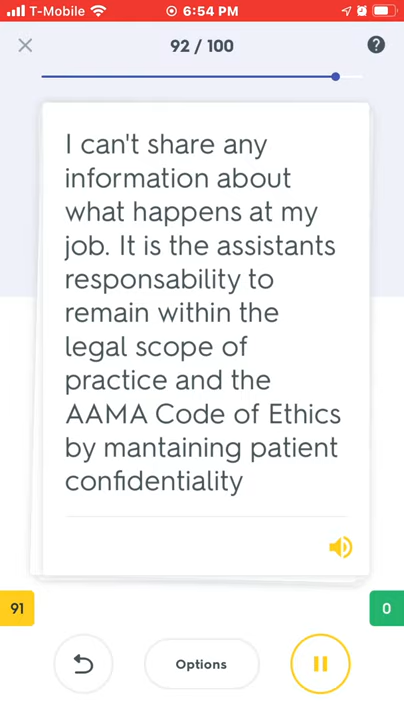 T-Mobile 6:54 PM
92 / 100
?
I can't share any
information about
what happens at my
job. It is the assistants
responsability to
remain within the
legal scope of
practice and the
AAMA Code of Ethics
by mantaining patient
confidentiality
91 0
Options